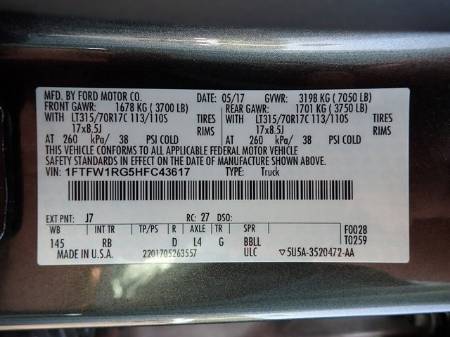 MFD. BY FORD MOTOR CO. 05/17 GVWR: 3198 KG ( 7050 LB)
FRONT GAWR: 1678 KG ( 3700 LB) REAR GAWR: 1701 KG ( 3750 LB)
WITH LT315/70R17C 113/110S TIRES WITH LT315/70R17C 113/110S TIRES
17x8.5J RIMS 17x8.5J RIMS
AT 260 kPa/ 38 PSI COLD AT 260 kPa/ 38 PSI COLD
THIS VEHICLE CONFORMS TO ALL APPLICABLE FEDERAL MOTOR VEHICLE
SAFETY STANDARDS IN EFFECT ON THE DATE OF MANUFACTURE SHOWN ABOVE.
VIN: 1FTFW1RG5HFC43617 TYPE: Truck
EXT PNT: J7 RC: 27 DSO:
WB TP/PS R AXLE TR SPR F0028
145 RB D L4 G BBLL T0259
MADE IN U.S.A. 2201705263557 ULC 5U5A-3520472-AA